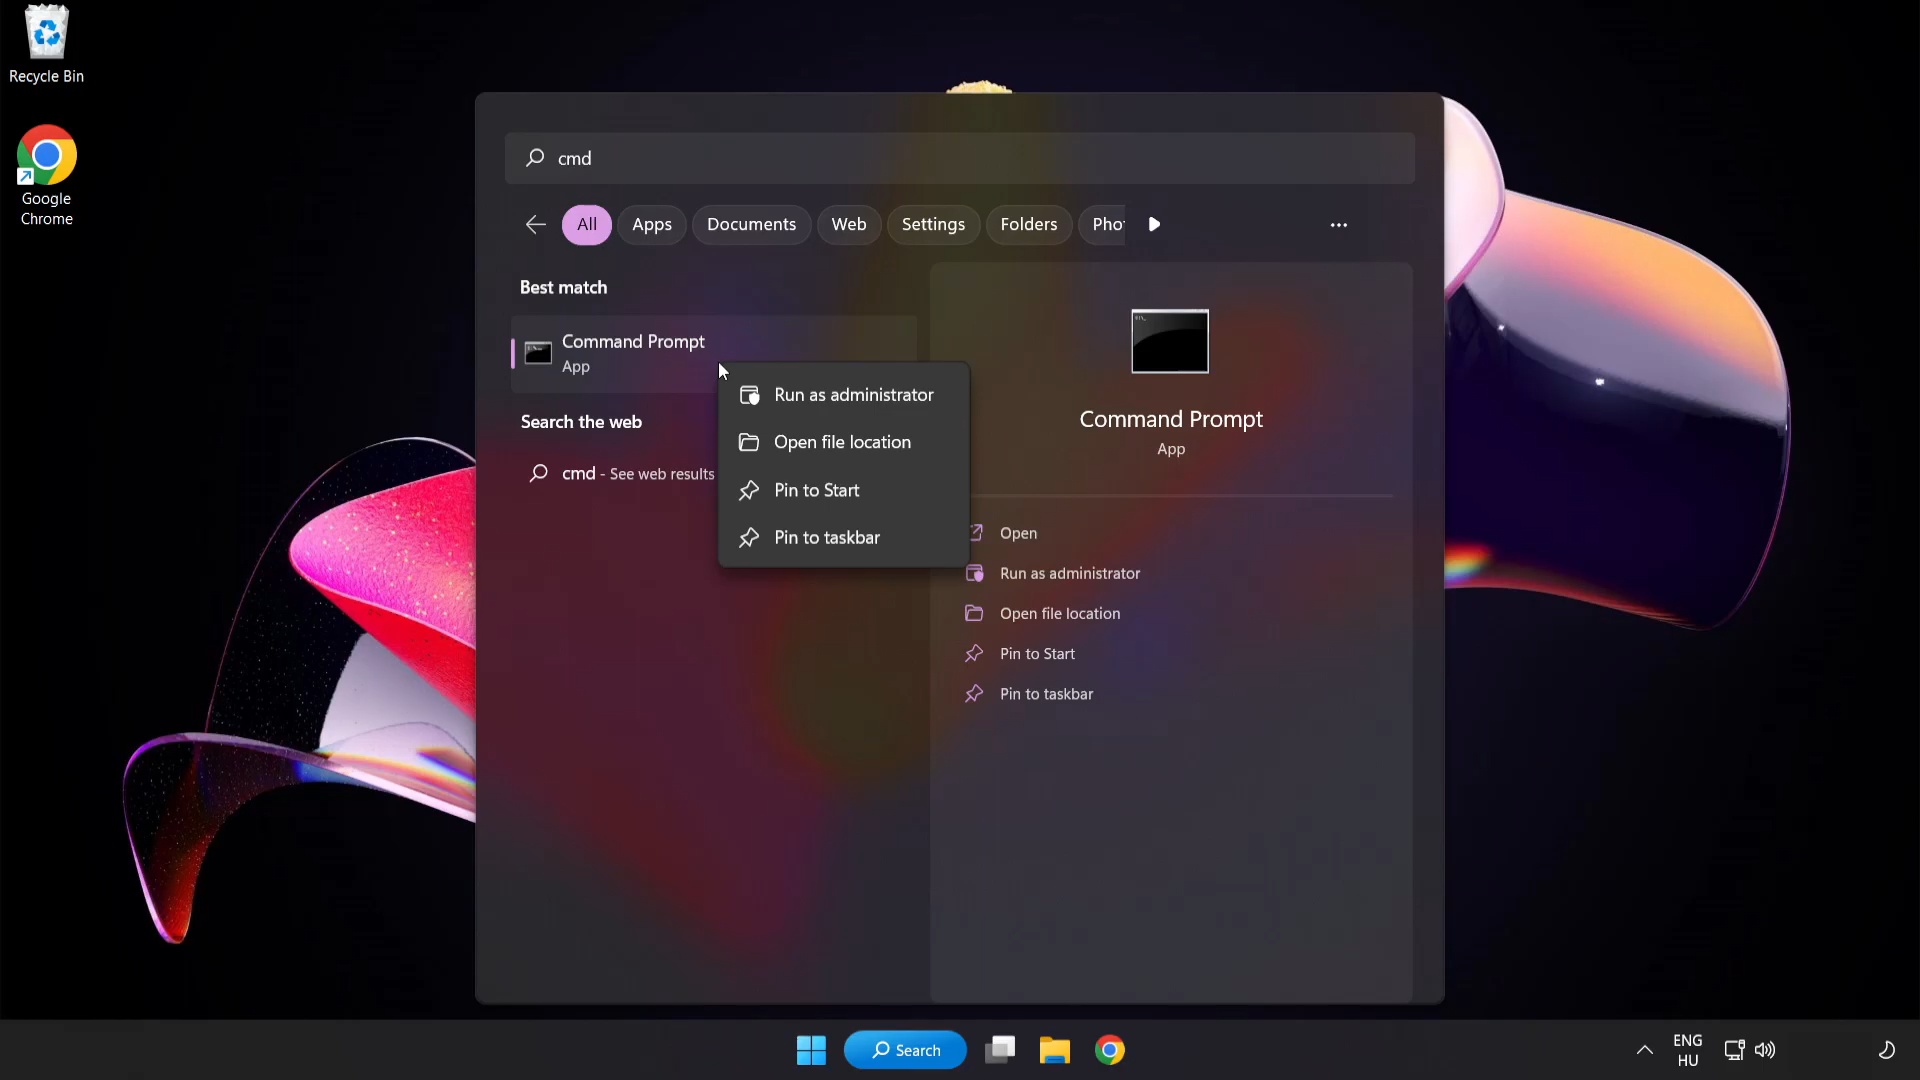 Recycle Bin
Google
Chrome
cmd
All
Apps
Documents
Web
Settings
Folders
Pho
Best match
Command Prompt
App
Search the web
cmd - See web results
Run as administrator
Open file location
Pin to Start
Pin to taskbar
Command Prompt
App
Open
Run as administrator
Open file location
Pin to Start
Pin to taskbar
Search
ENG
HU